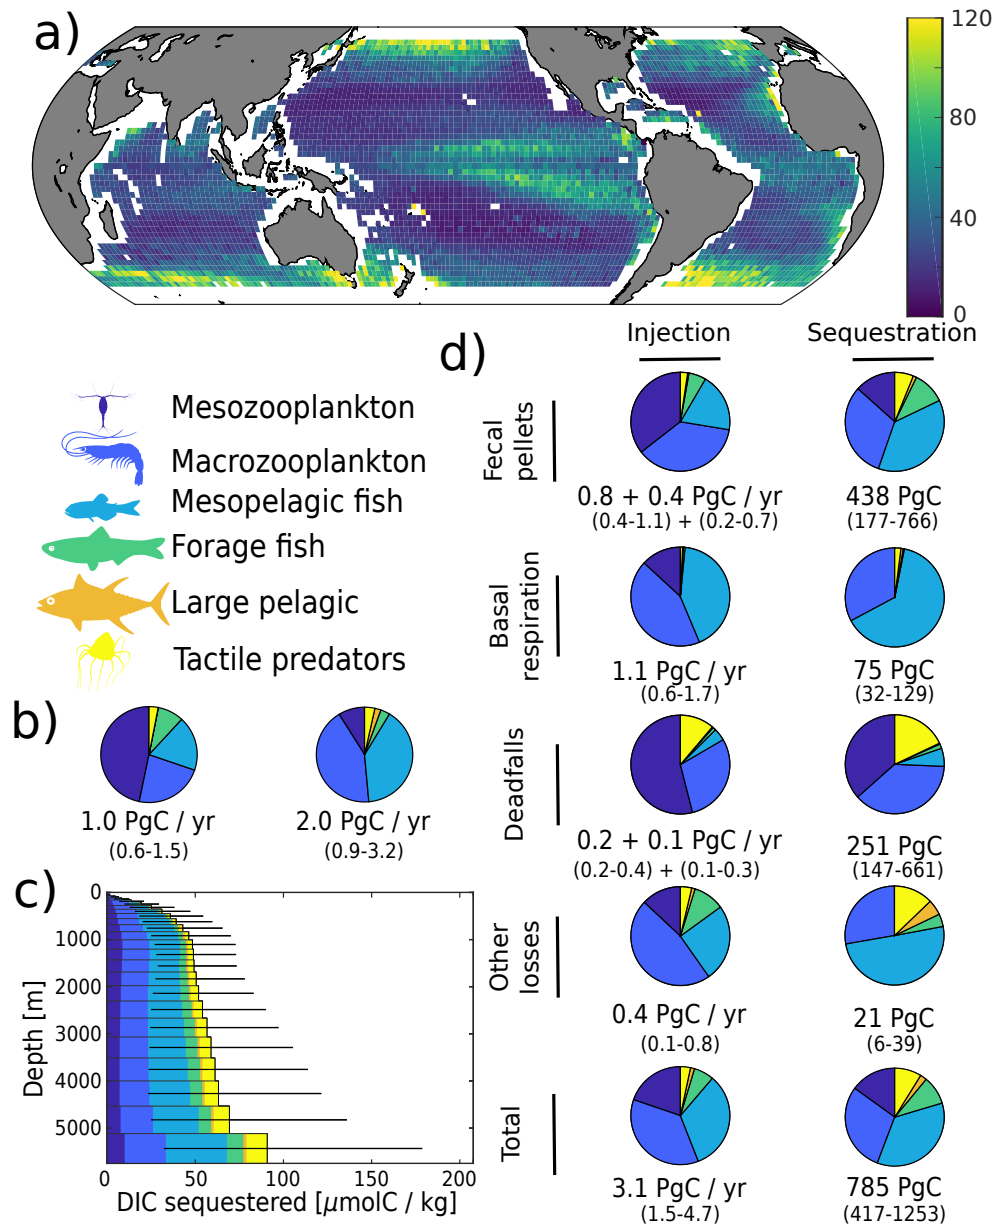 a)
120
80
40
0
Mesozooplankton
Macrozooplankton
Mesopelagic fish
Forage fish
Large pelagic
Tactile predators
b)
1.0 PgC / yr
(0.6-1.5)
2.0 PgC / yr
(0.9-3.2)
c)
0
1000
2000
3000
4000
5000
Depth [m]
0
50
100
150
200
DIC sequestered [μmolC / kg]
d)
Injection
Sequestration
Fecal
pellets
0.8 + 0.4 PgC / yr
(0.4-1.1) + (0.2-0.7)
438 PgC
(177-766)
Basal
respiration
1.1 PgC / yr
(0.6-1.7)
75 PgC
(32-129)
Deadfalls
0.2 + 0.1 PgC / yr
(0.2-0.4) + (0.1-0.3)
251 PgC
(147-661)
Other
losses
0.4 PgC / yr
(0.1-0.8)
21 PgC
(6-39)
Total
3.1 PgC / yr
(1.5-4.7)
785 PgC
(417-1253)